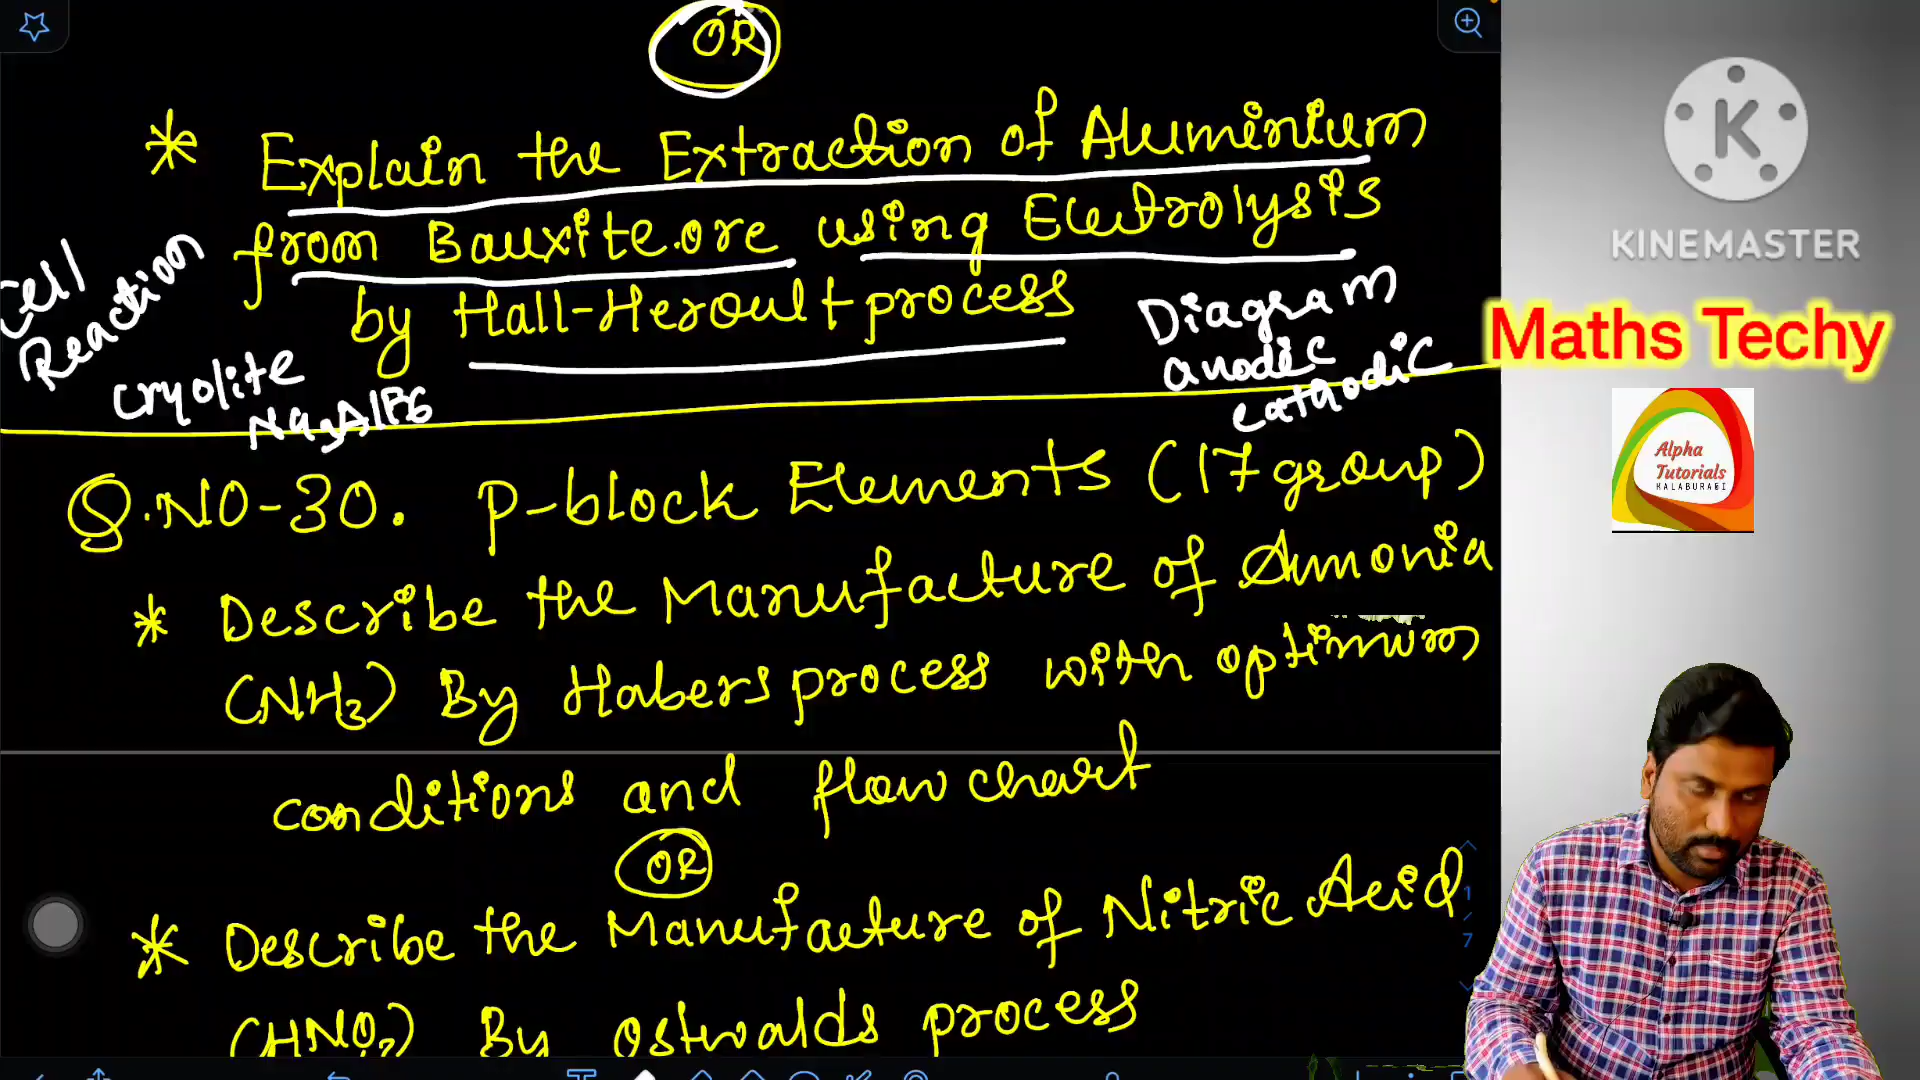 OR
* Explain the Extraction of Aluminium
from Bauxite.ore using Eletrolysis
by Hall-Heroult process
Cell
Reaction
Cryolite
Na3AlF6
Diagram
anodic
cathodic
Q.NO-30. P-block Elements (17 group)
* Describe the Manufacture of Ammonia
(NH3) By Habers process with optimum
conditions and flow chart
OR
* Describe the Manufacture of Nitric Acid
(HNO3) By ostwalds process
1
/
7
K
KINEMASTER
Maths Techy
Alpha
Tutorials
KALABURAGI